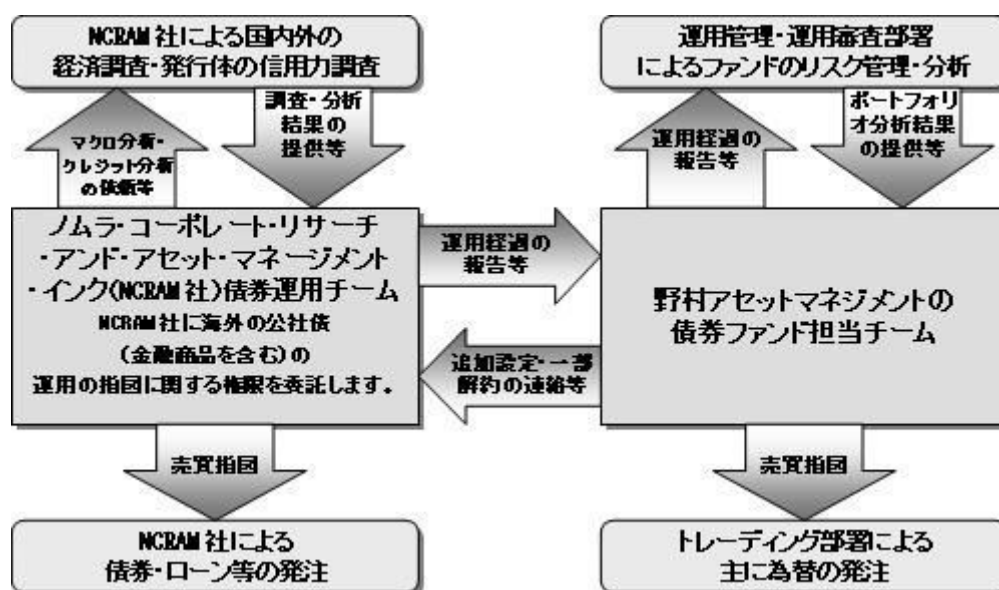 NCRAM社による国内外の
経済調査・発行体の信用力調査
運用管理・運用審査部署
によるファンドのリスク管理・分析
マクロ分析・
クレジット分析
の依頼等
調査・分析
結果の
提供等
運用経過の
報告等
ポートフォリ
オ分析結果
の提供等
ノムラ・コーポレート・リサーチ
・アンド・アセット・マネージメント
・インク(NCRAM社)債券運用チーム
NCRAM社に海外の公社債
(金融商品を含む)の
運用の指図に関する権限を委託します。
運用経過の
報告等
追加設定・一部
解約の連絡等
野村アセットマネジメントの
債券ファンド担当チーム
売買指図
売買指図
NCRAM社による
債券・ローン等の発注
トレーディング部署による
主に為替の発注